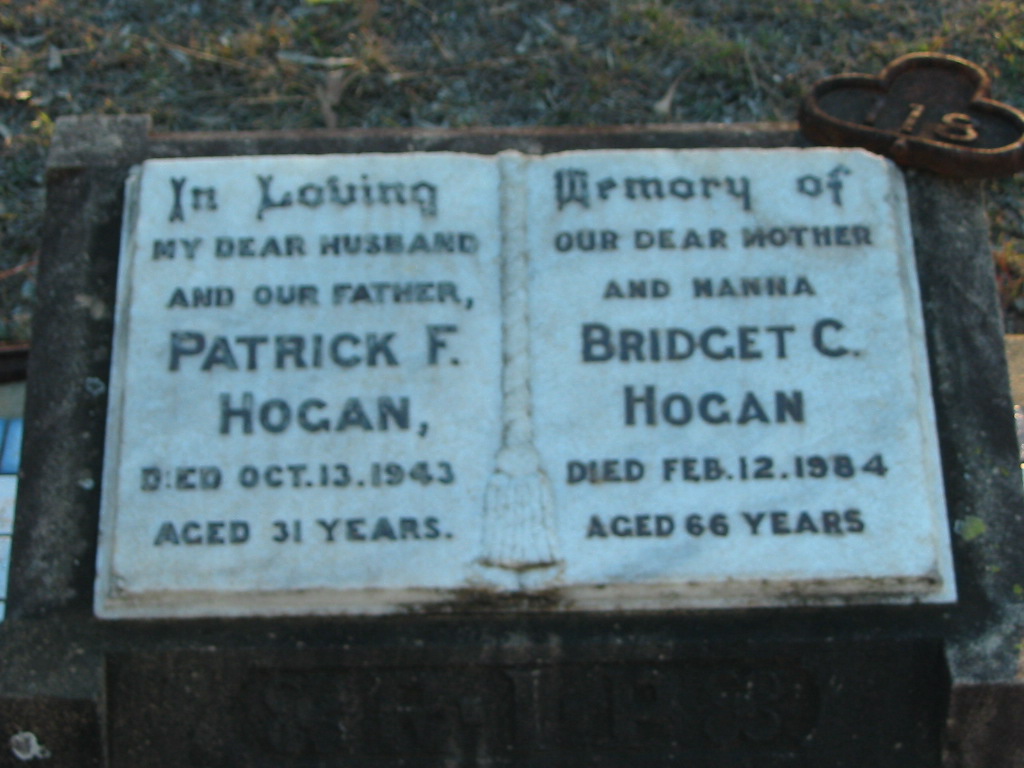 In Loving
MY DEAR HUSBAND
AND OUR FATHER,
PATRICK F.
HOGAN,
DIED OCT.13.1943
AGED 31 YEARS.
Memory of
OUR DEAR MOTHER
AND NANNA
BRIDGET C.
HOGAN
DIED FEB.12.1984
AGED 66 YEARS